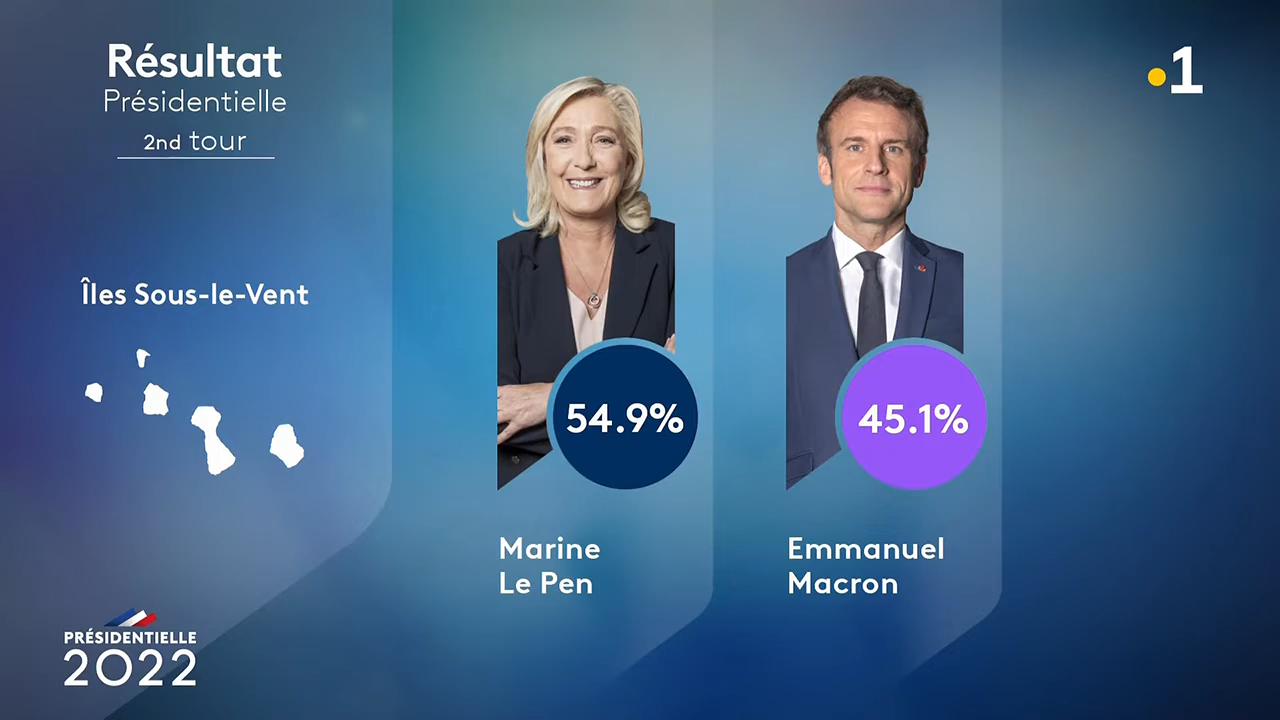 Résultat
Présidentielle
2nd tour
Îles Sous-le-Vent
1
54.9%
45.1%
Marine
Le Pen
Emmanuel
Macron
PRÉSIDENTIELLE
2022